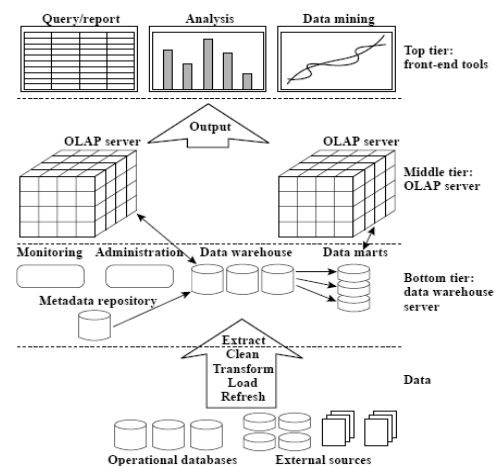 Query/report
Analysis
Data mining
Top tier:
front-end tools
Output
OLAP server
OLAP server
Middle tier:
OLAP server
Monitoring
Administration
Data warehouse
Data marts
Bottom tier:
data warehouse
server
Metadata repository
Extract
Clean
Transform
Load
Refresh
Data
Operational databases
External sources